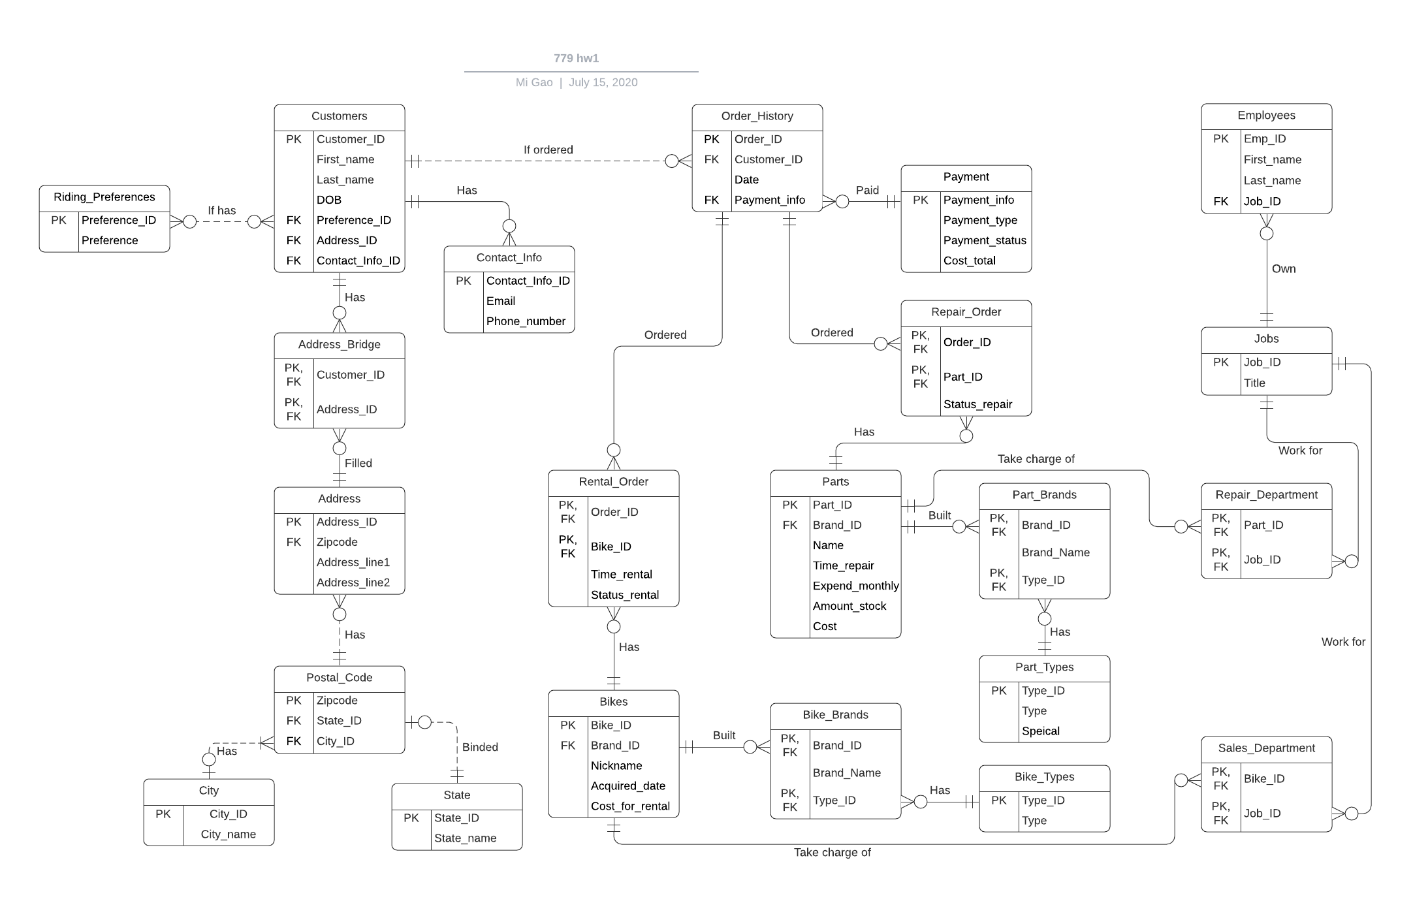 779 hw1
Mi Gao | July 15, 2020
Customers
PK Customer_ID
First_name
Last_name
DOB
FK Preference_ID
FK Address_ID
FK Contact_Info_ID
If ordered
Order_History
PK Order_ID
FK Customer_ID
Date
FK Payment_info
Employees
PK Emp_ID
First_name
Last_name
FK Job_ID
Riding_Preferences
PK Preference_ID
Preference
If has
Has
Contact_Info
PK Contact_Info_ID
Email
Phone_number
Paid
Payment
PK Payment_info
Payment_type
Payment_status
Cost_total
Own
Has
Address_Bridge
PK, FK Customer_ID
PK, FK Address_ID
Ordered
Ordered
Repair_Order
PK, FK Order_ID
PK, FK Part_ID
Status_repair
Jobs
PK Job_ID
Title
Filled
Has
Take charge of
Work for
Address
PK Address_ID
FK Zipcode
Address_line1
Address_line2
Rental_Order
PK, FK Order_ID
PK, FK Bike_ID
Time_rental
Status_rental
Parts
PK Part_ID
FK Brand_ID
Name
Time_repair
Expend_monthly
Amount_stock
Cost
Built
Part_Brands
PK, FK Brand_ID
Brand_Name
PK, FK Type_ID
Repair_Department
PK, FK Part_ID
PK, FK Job_ID
Has
Has
Has
Work for
Postal_Code
PK Zipcode
FK State_ID
FK City_ID
Part_Types
PK Type_ID
Type
Speical
Has
Binded
City
PK City_ID
City_name
State
PK State_ID
State_name
Bikes
PK Bike_ID
FK Brand_ID
Nickname
Acquired_date
Cost_for_rental
Built
Bike_Brands
PK, FK Brand_ID
Brand_Name
PK, FK Type_ID
Has
Bike_Types
PK Type_ID
Type
Sales_Department
PK, FK Bike_ID
PK, FK Job_ID
Take charge of